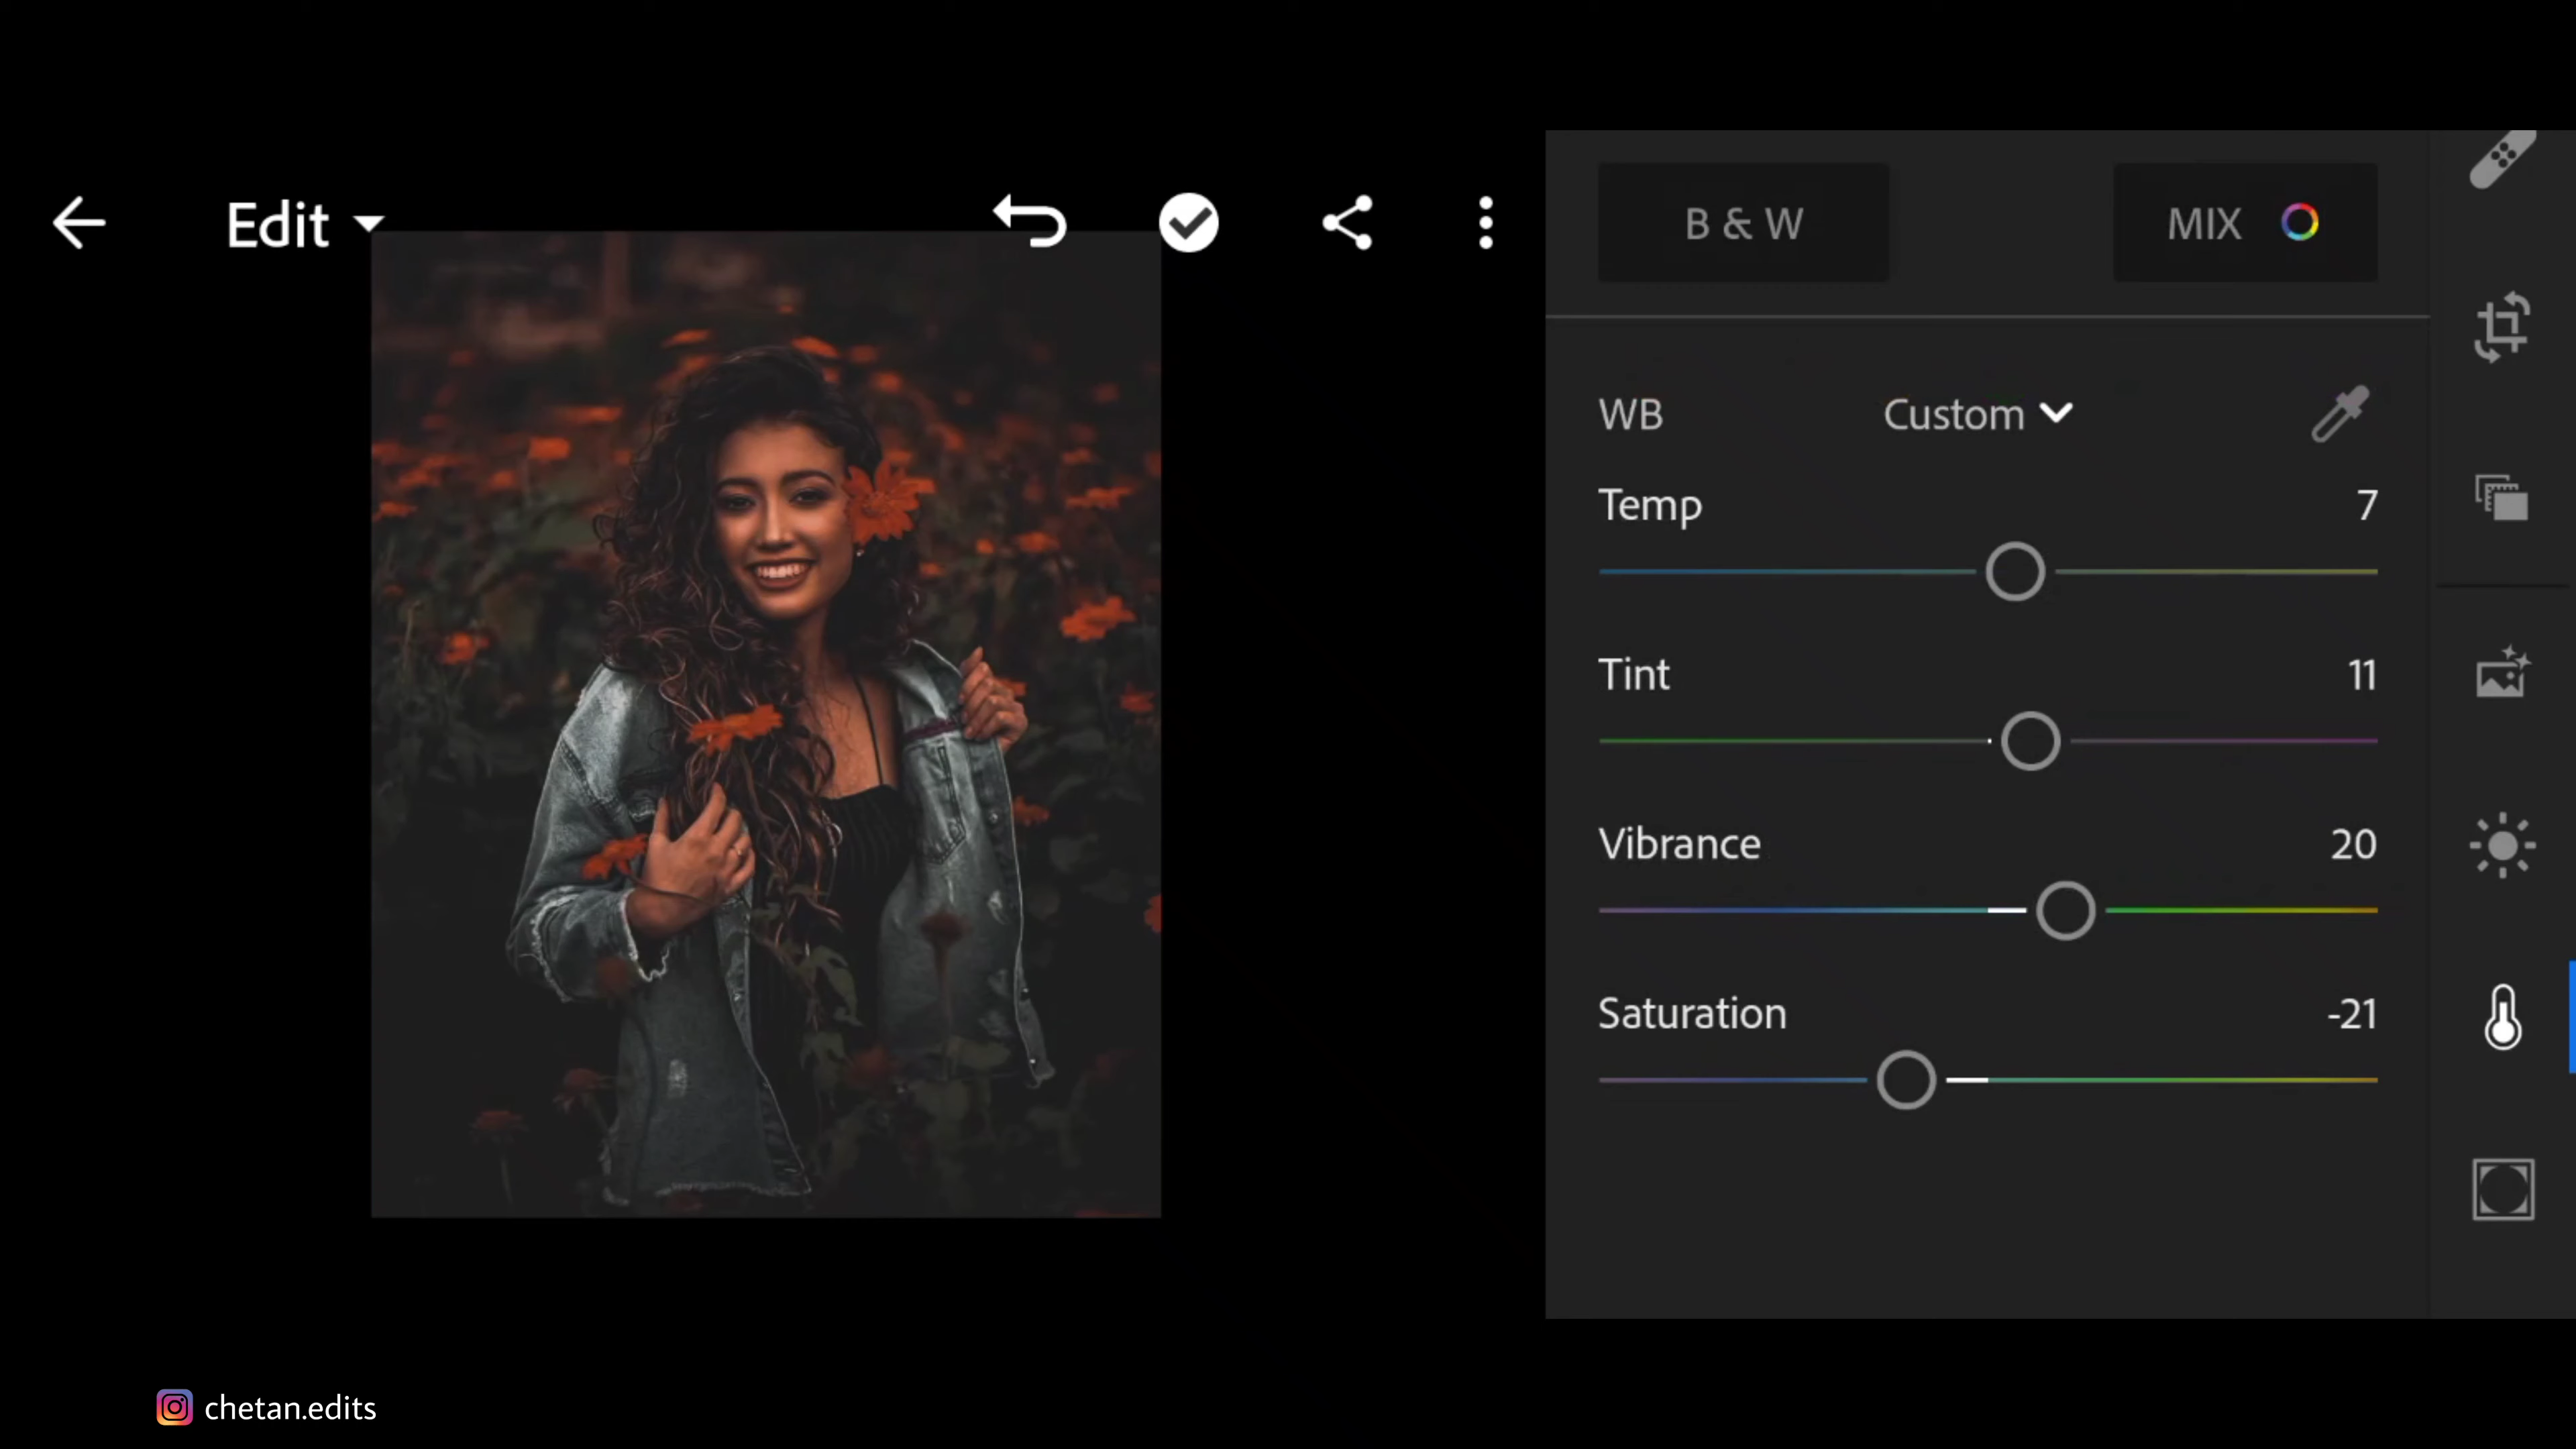 Edit
B & W
MIX
WB
Custom
Temp
7
Tint
11
Vibrance
20
Saturation
-21
chetan.edits